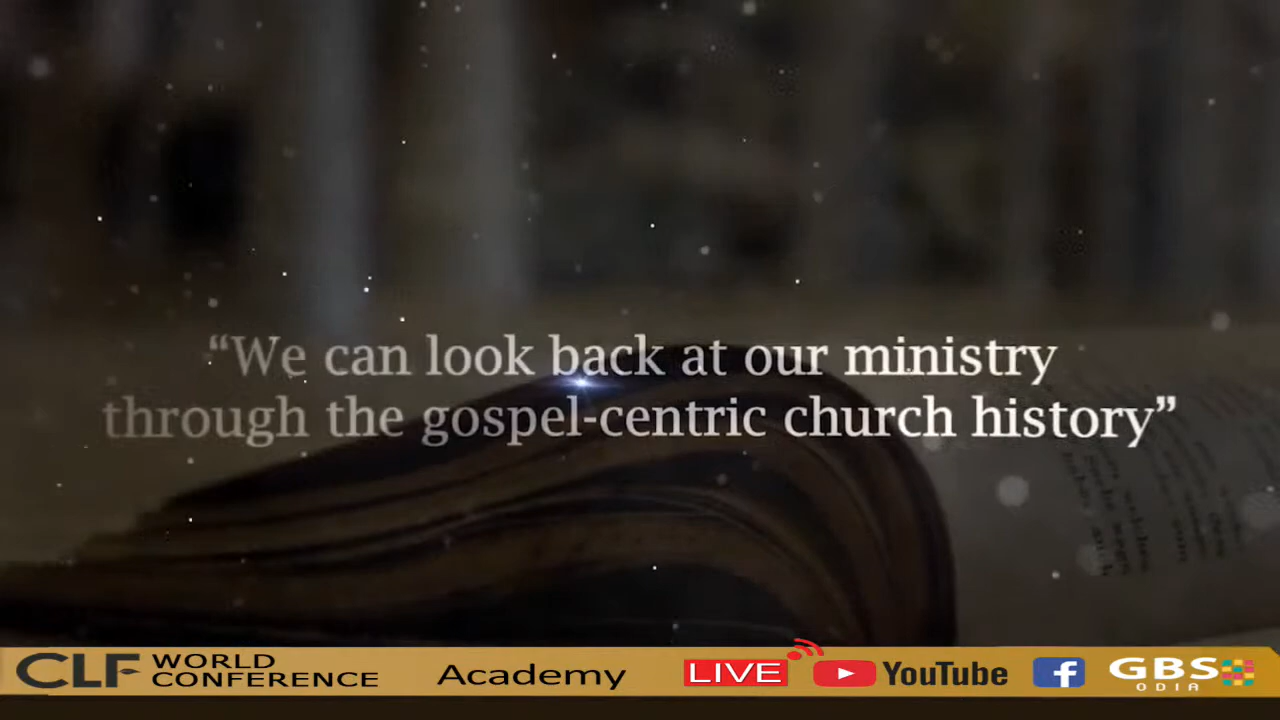 “We can look back at our ministry
through the gospel-centric church history”
CLF WORLD
CONFERENCE
Academy
LIVE
YouTube
f
GBS
ODIA